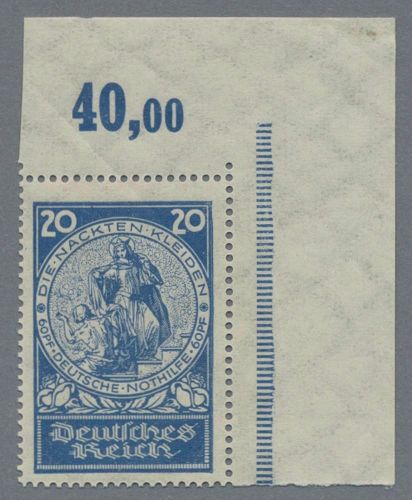 40,00
20 20
DIE · NACKTEN · KLEIDEN
60PF · DEUTSCHE · NOTHILFE · 60PF
Deutsches
Reich